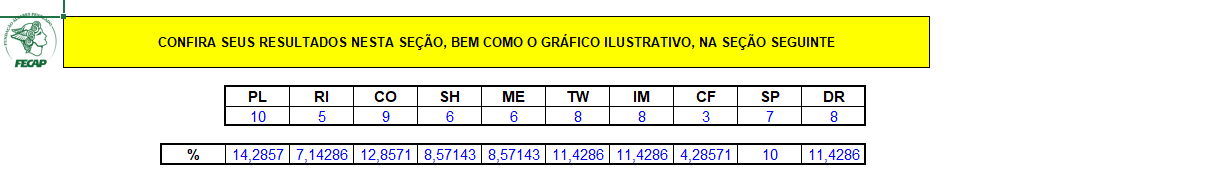 CONFIRA SEUS RESULTADOS NESTA SEÇÃO, BEM COMO O GRÁFICO ILUSTRATIVO, NA SEÇÃO SEGUINTE
FECAP
PL RI CO SH ME TW IM CF SP DR
10 5 9 6 6 8 8 3 7 8
% 14,2857 7,14286 12,8571 8,57143 8,57143 11,4286 11,4286 4,28571 10 11,4286